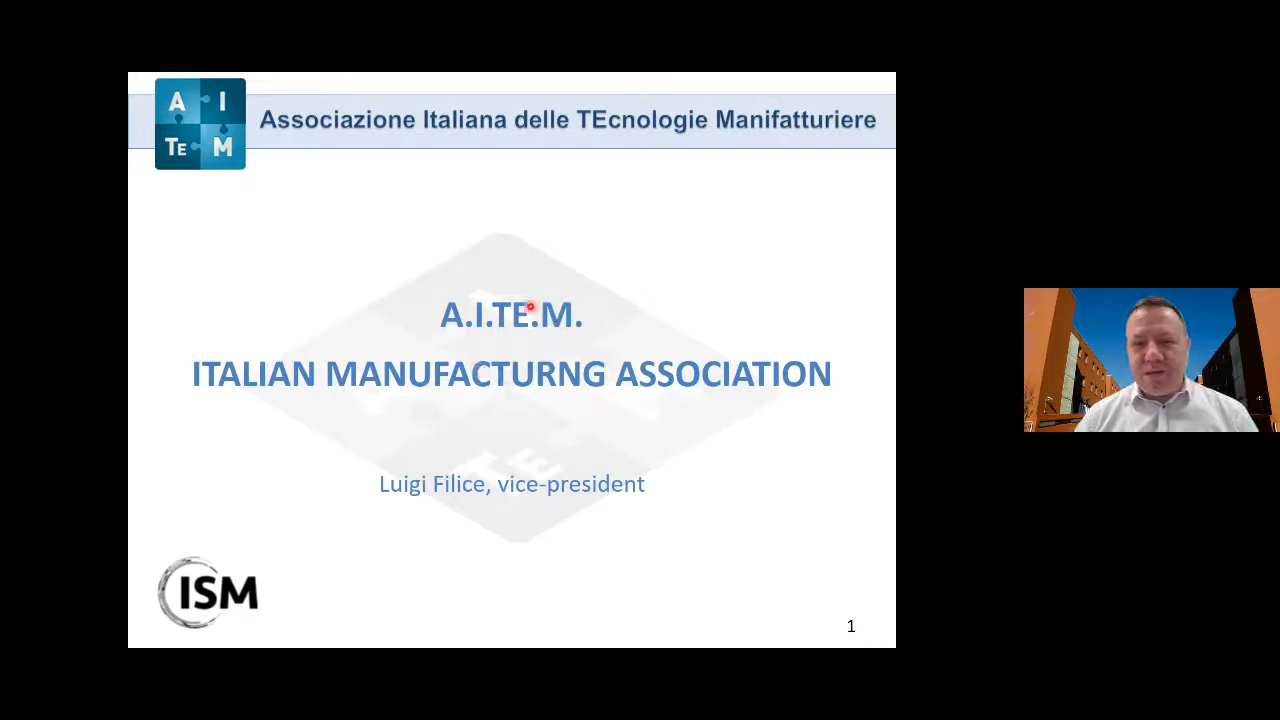 A I
TE M
Associazione Italiana delle TEcnologie Manifatturiere
A.I.TE.M.
ITALIAN MANUFACTURNG ASSOCIATION
Luigi Filice, vice-president
ISM
1